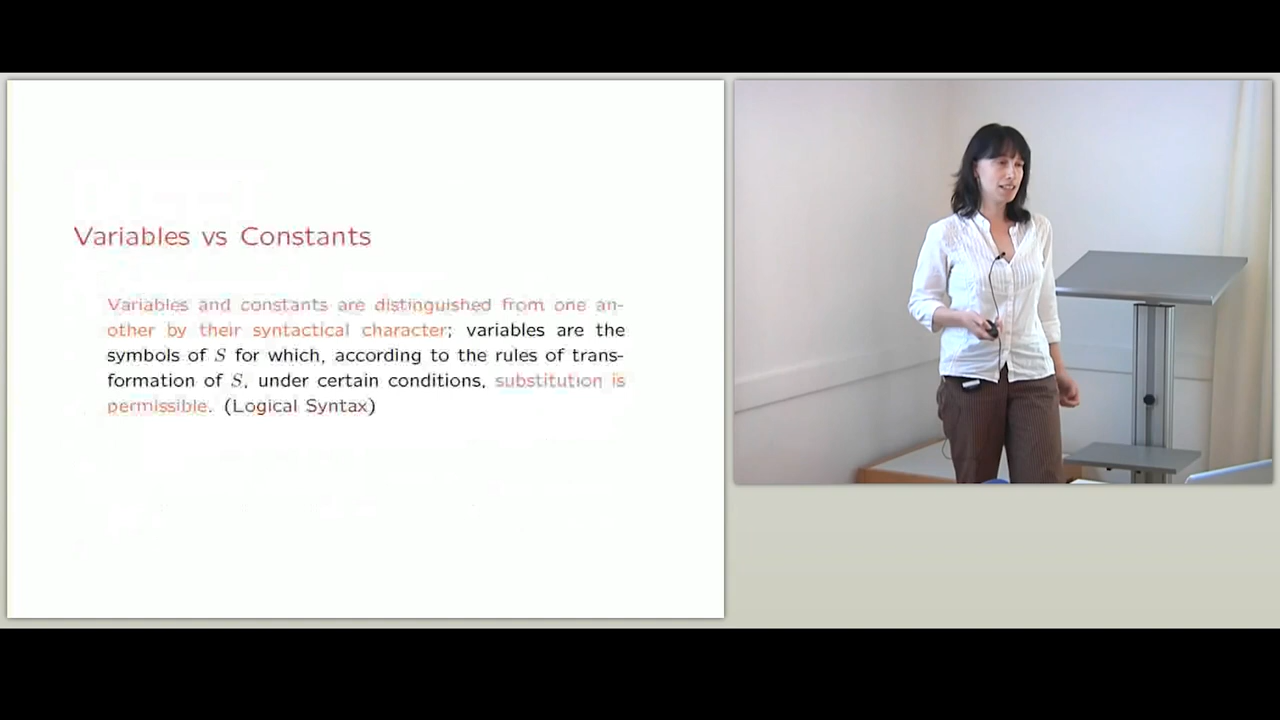 Variables vs Constants
Variables and constants are distinguished from one an-
other by their syntactical character; variables are the
symbols of S for which, according to the rules of trans-
formation of S, under certain conditions, substitution is
permissible. (Logical Syntax)